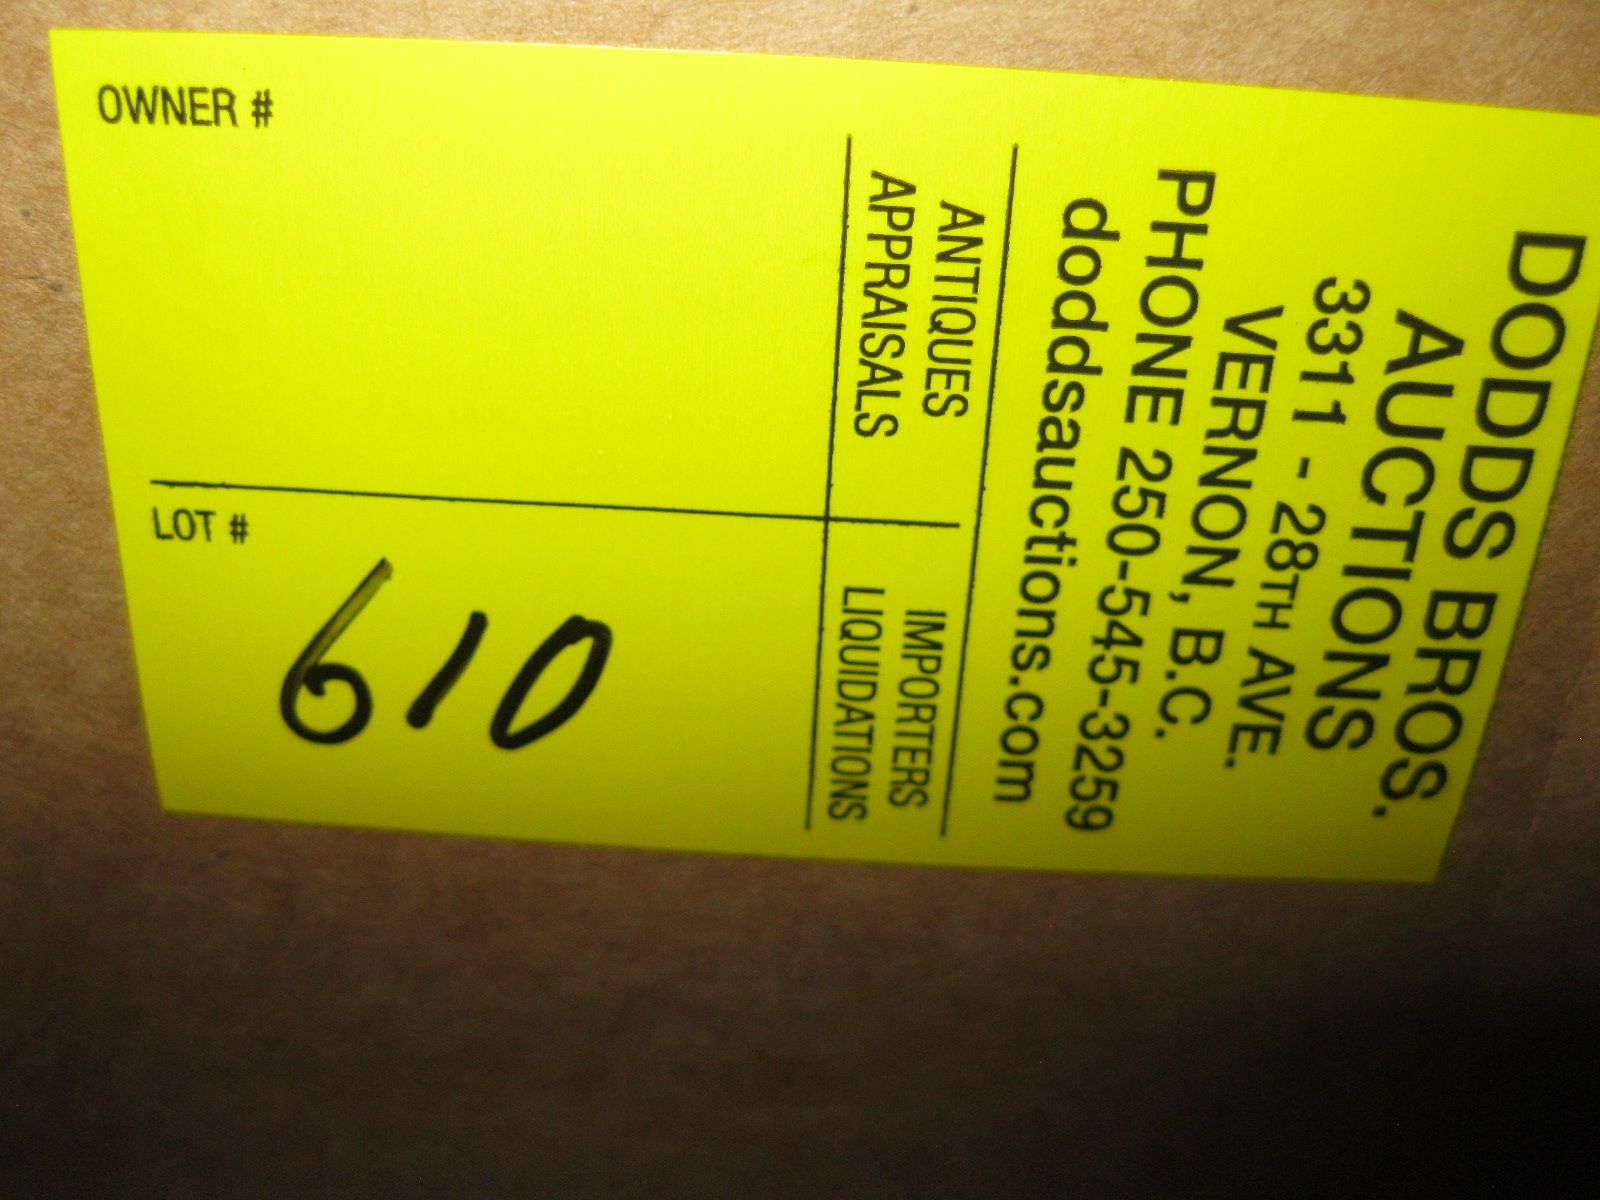 DODDS BROS.
AUCTIONS
3311 - 28TH AVE.
VERNON, B.C.
PHONE 250-545-3259
doddsauctions.com
ANTIQUES
APPRAISALS
IMPORTERS
LIQUIDATIONS
OWNER #
LOT #
610